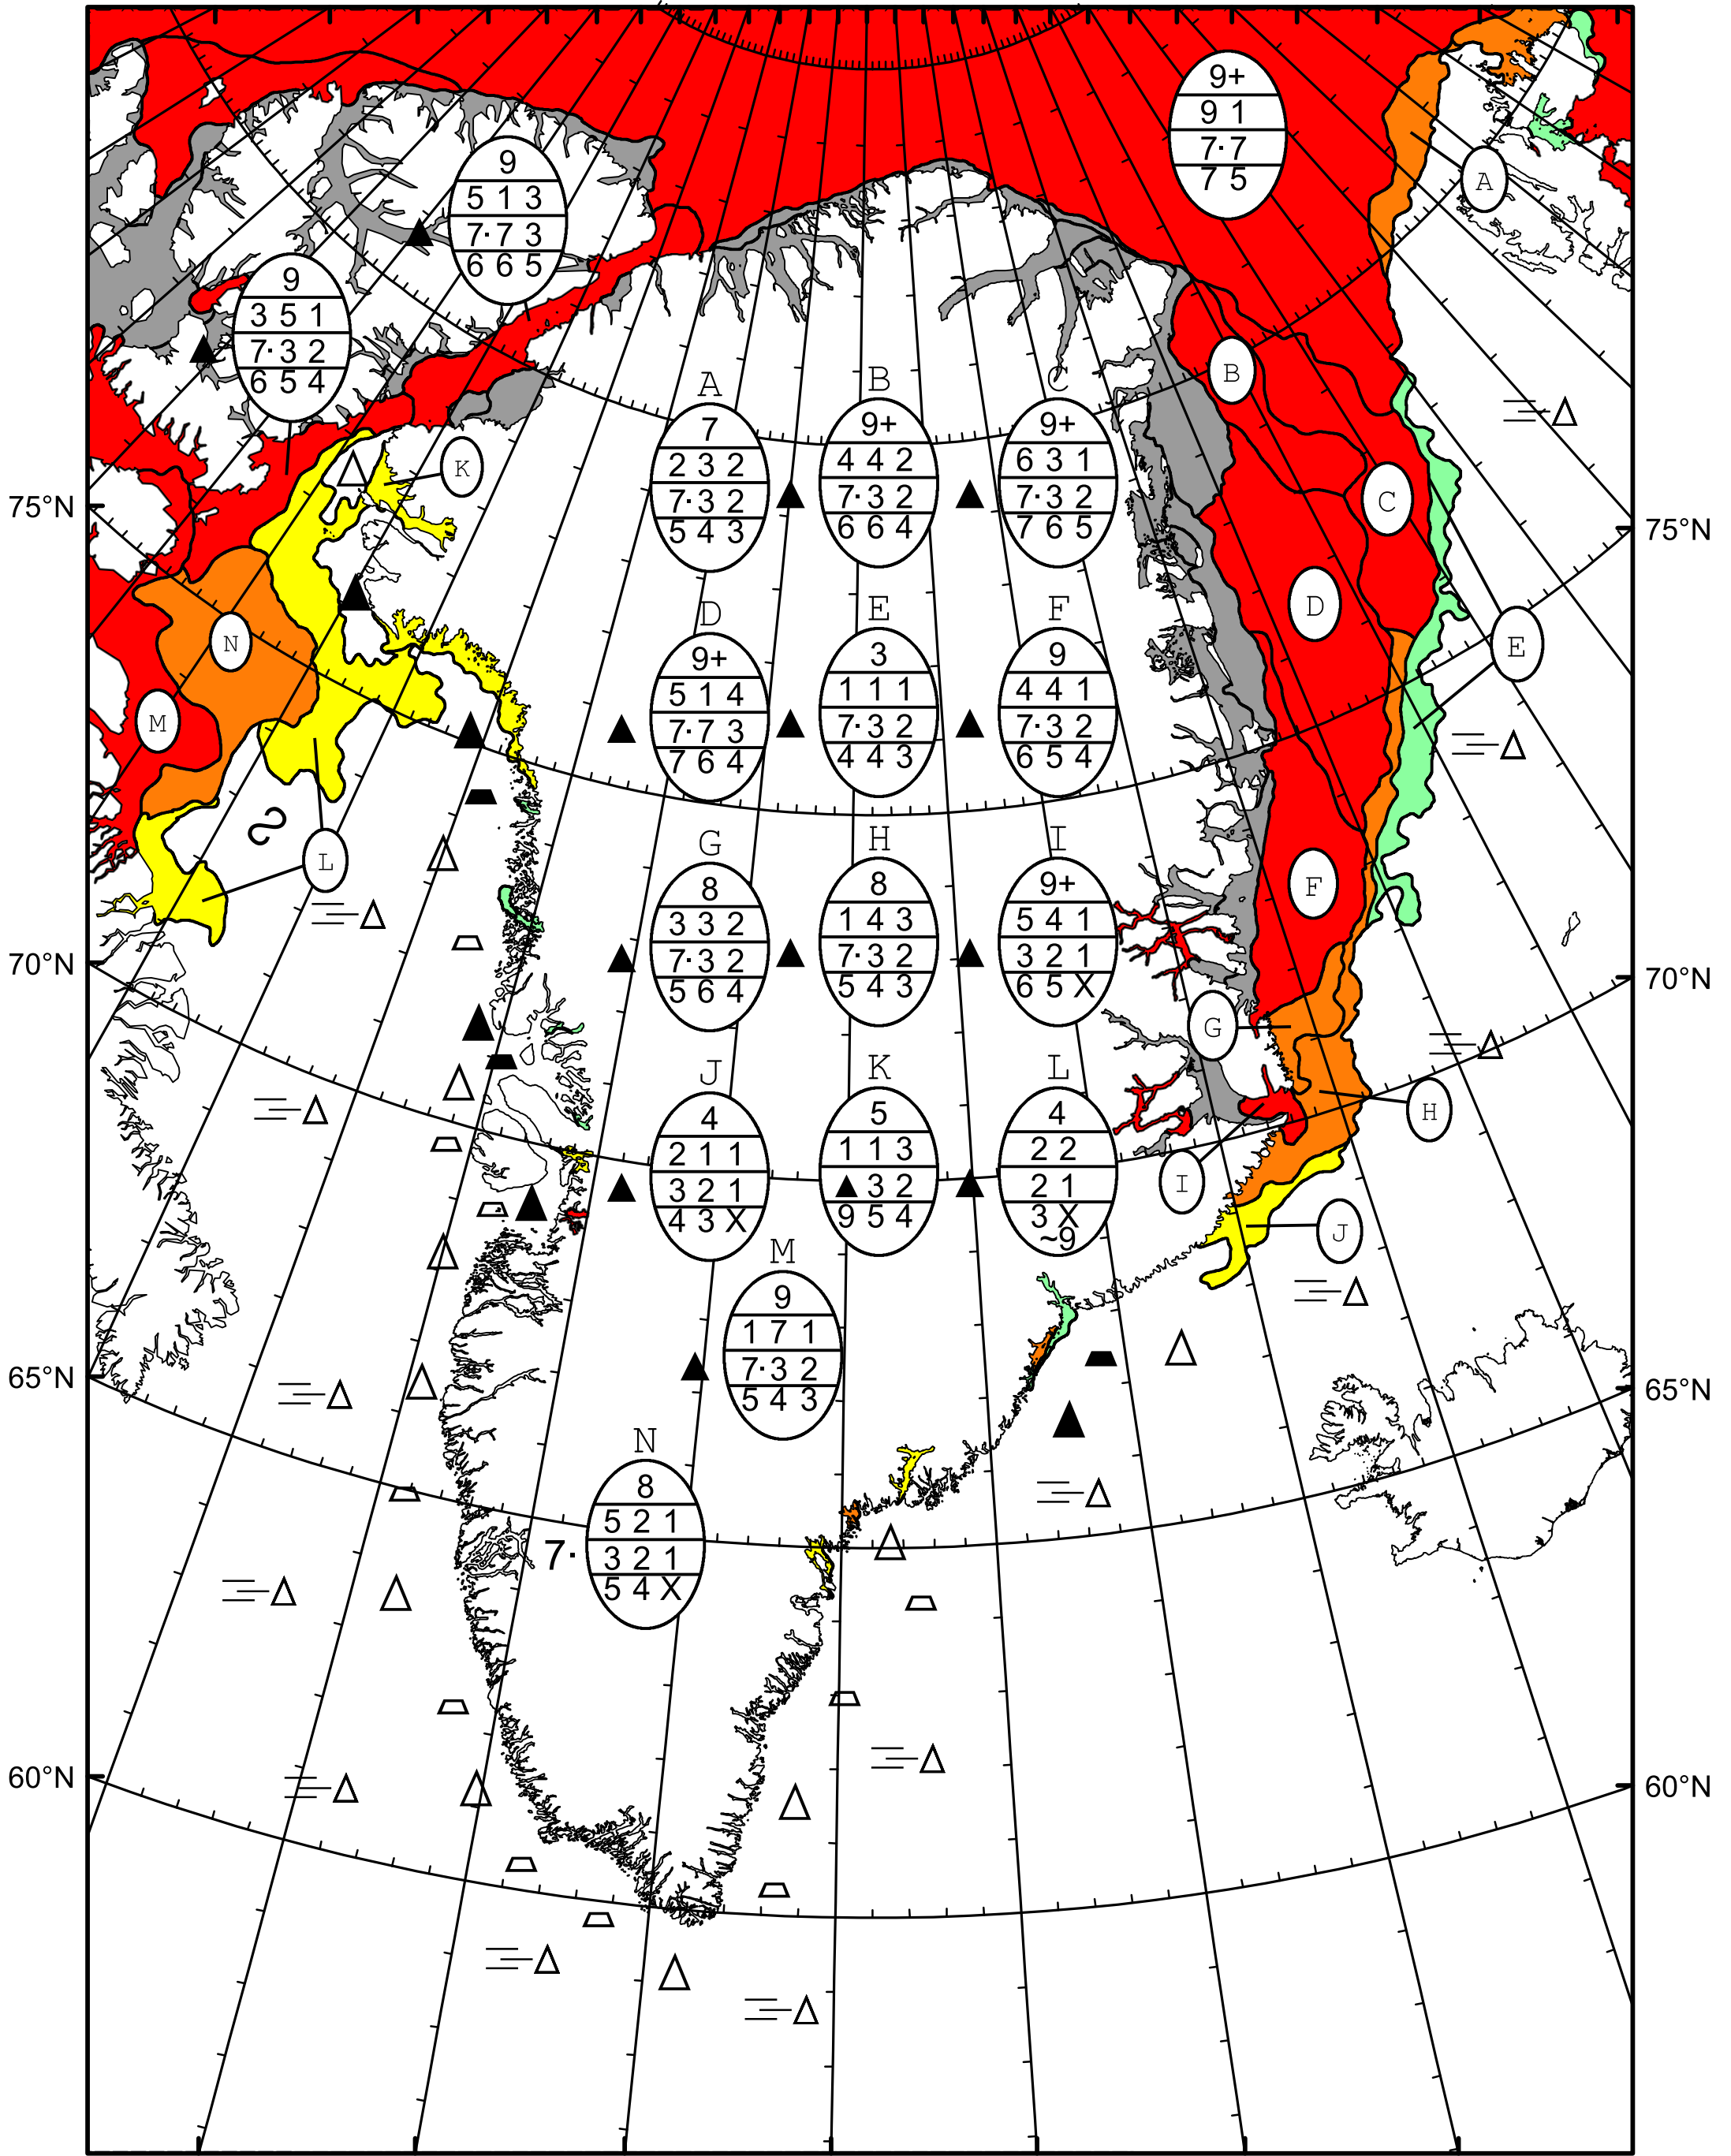 9+
9 1
7· 7
7 5
9
5 1 3
7· 7 3
6 6 5
A
9
3 5 1
7· 3 2
6 5 4
B
K
A
7
2 3 2
7· 3 2
5 4 3
B
9+
4 4 2
7· 3 2
6 6 4
C
9+
6 3 1
7· 3 2
7 6 5
C
75°N
75°N
D
N
E
M
D
9+
5 1 4
7· 7 3
7 6 4
E
3
1 1 1
7· 3 2
4 4 3
F
9
4 4 1
7· 3 2
6 5 4
L
F
G
8
3 3 2
7· 3 2
5 6 4
H
8
1 4 3
7· 3 2
5 4 3
I
9+
5 4 1
3 2 1
6 5 X
70°N
70°N
G
H
J
4
2 1 1
3 2 1
4 3 X
K
5
1 1 3
▲ 3 2
9 5 4
L
4
2 2
2 1
3 X
~9
I
J
M
9
1 7 1
7· 3 2
5 4 3
65°N
65°N
N
8
5 2 1
7·
3 2 1
5 4 X
60°N
60°N